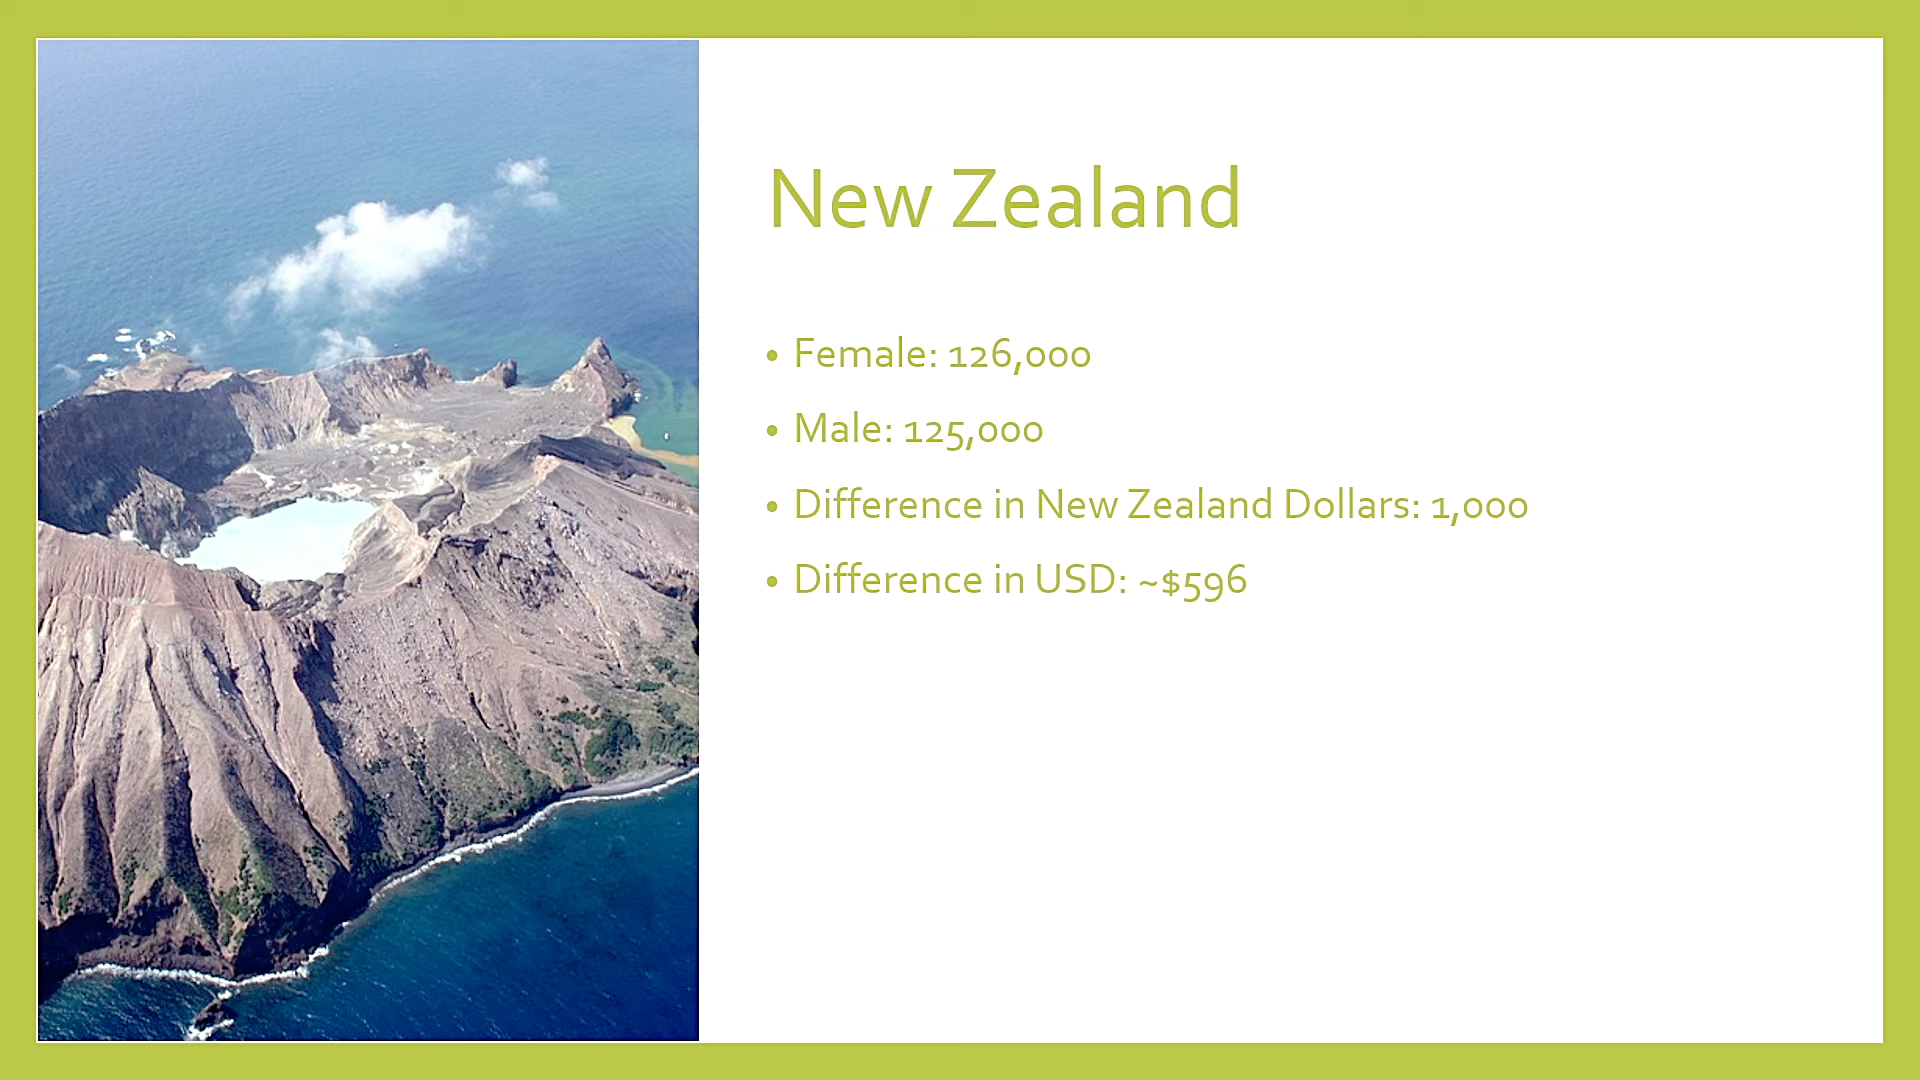 New Zealand
• Female: 126,000
• Male: 125,000
• Difference in New Zealand Dollars: 1,000
• Difference in USD: ~$596